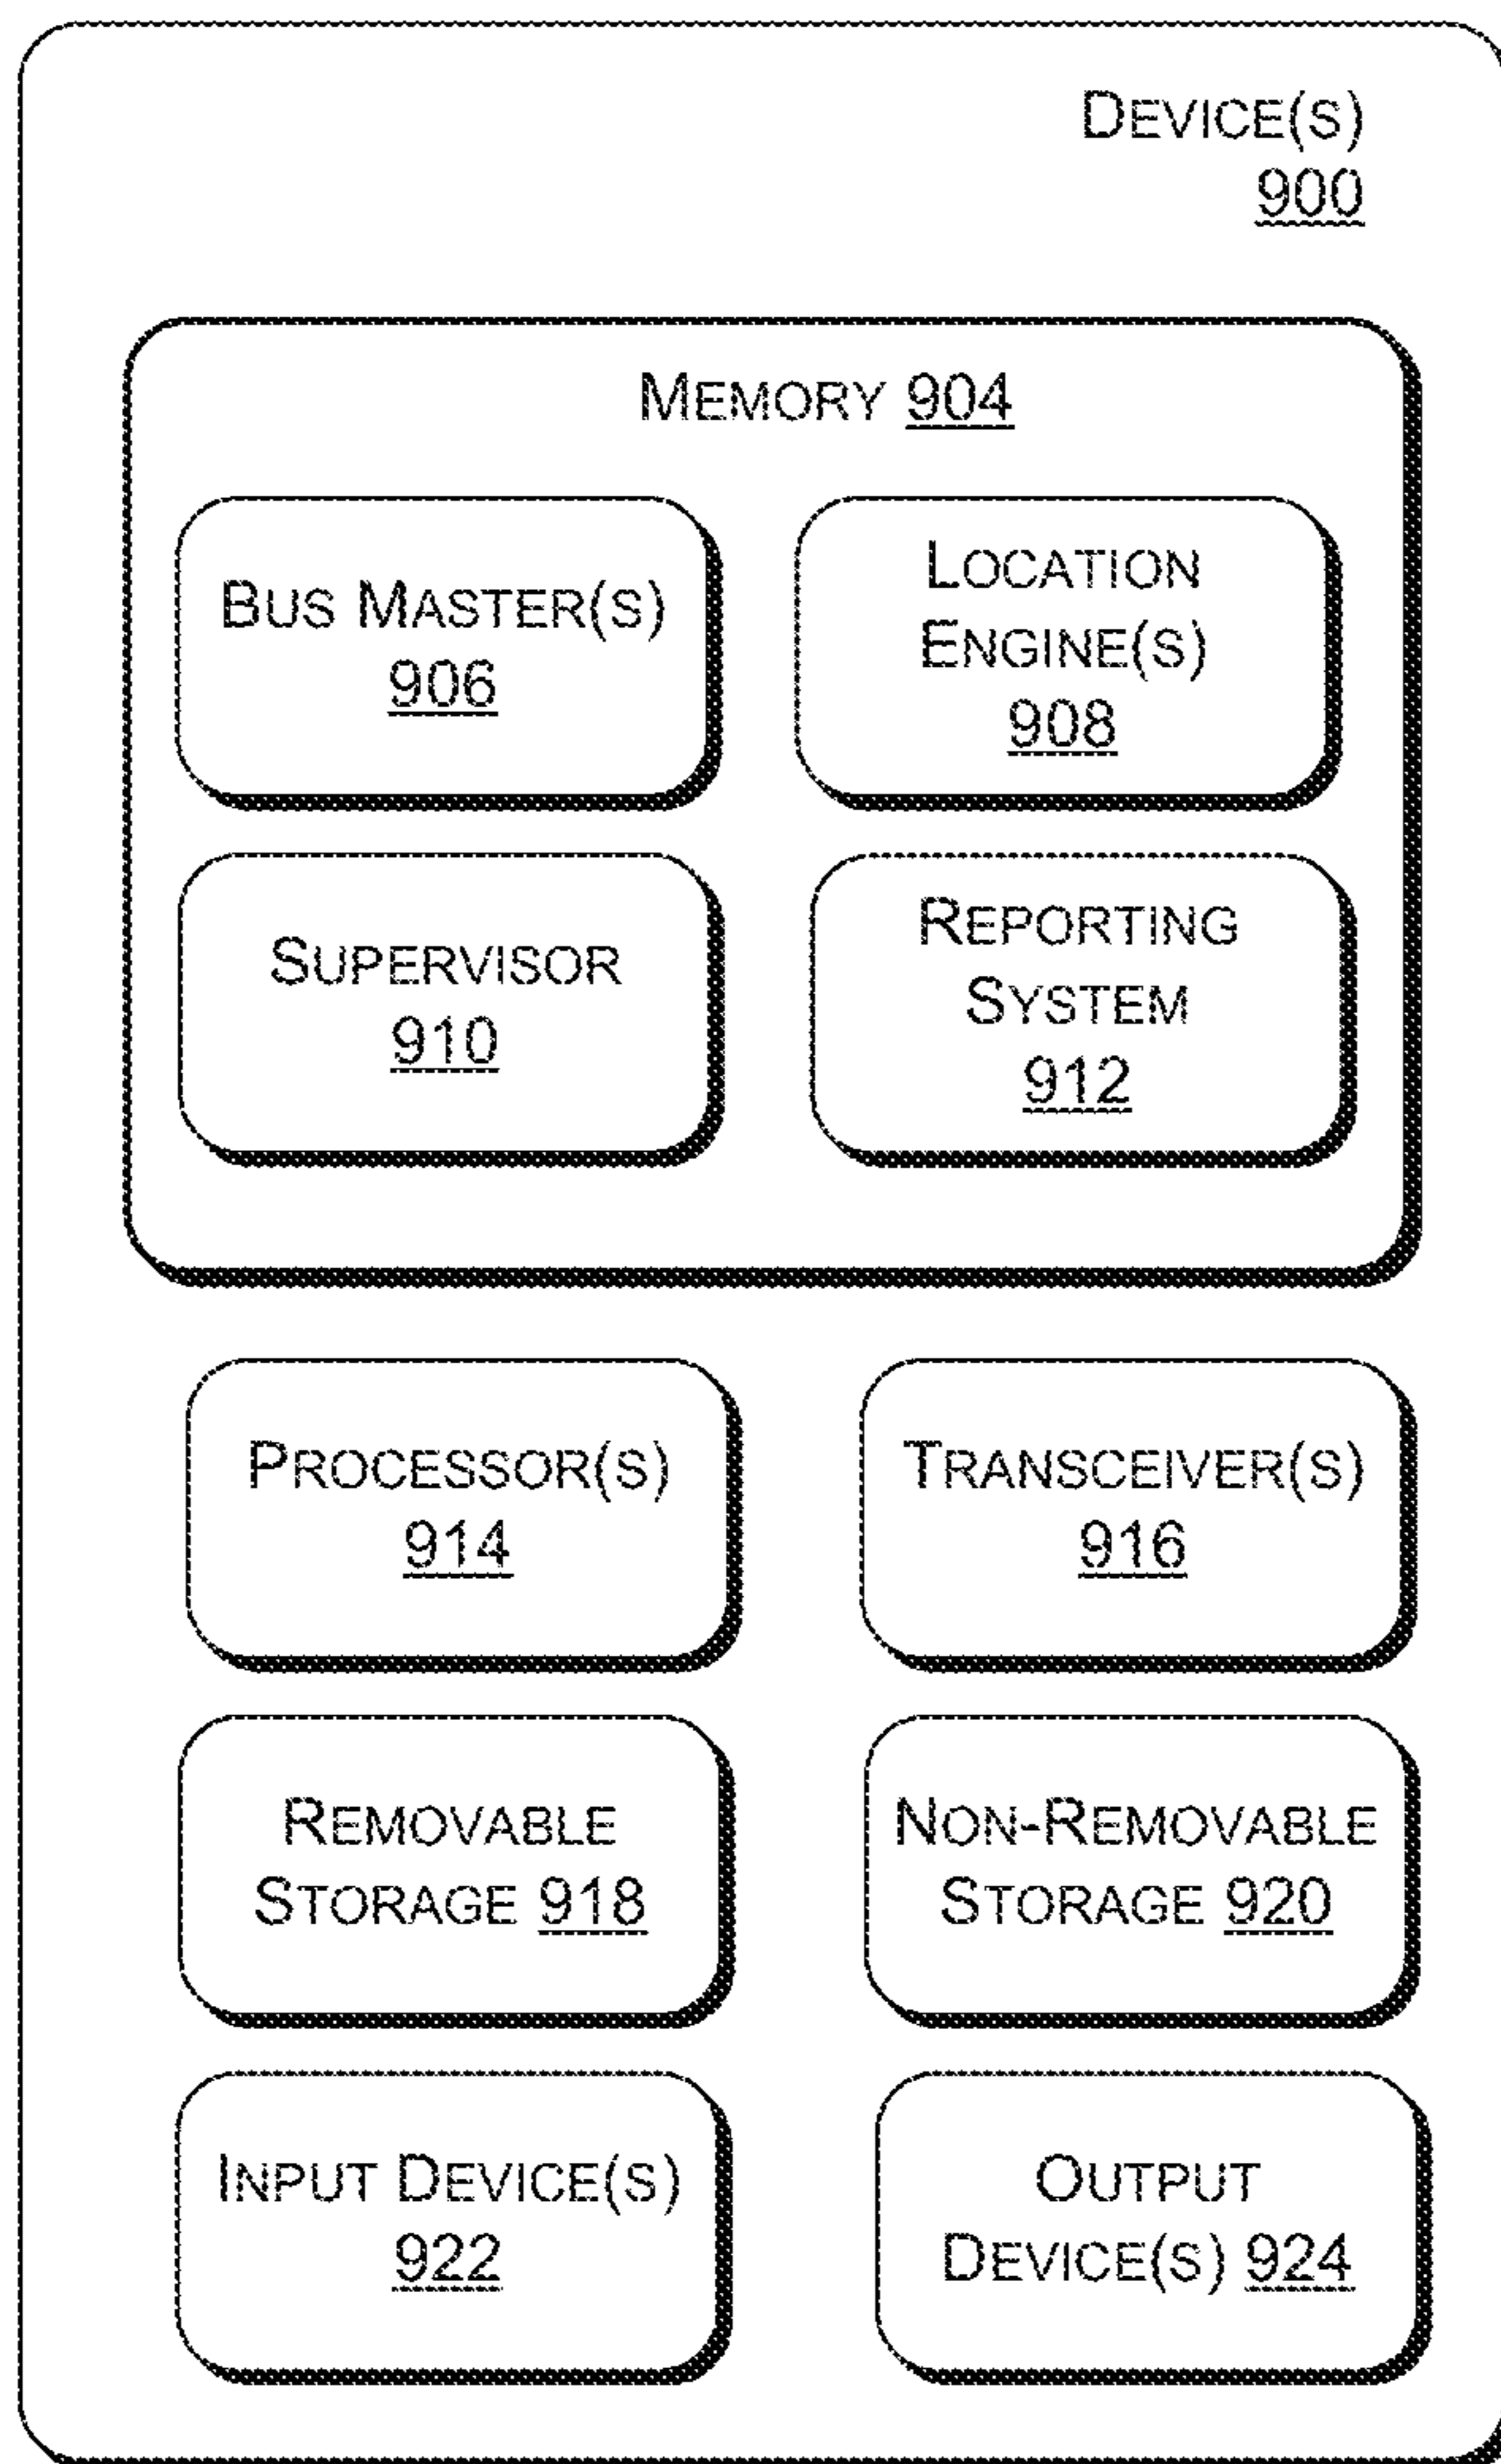 DEVICE(S)
900
MEMORY 904
BUS MASTER(S)
906
LOCATION
ENGINE(S)
908
SUPERVISOR
910
REPORTING
SYSTEM
912
PROCESSOR(S)
914
TRANSCEIVER(S)
916
REMOVABLE
STORAGE 918
NON-REMOVABLE
STORAGE 920
INPUT DEVICE(S)
922
OUTPUT
DEVICE(S) 924